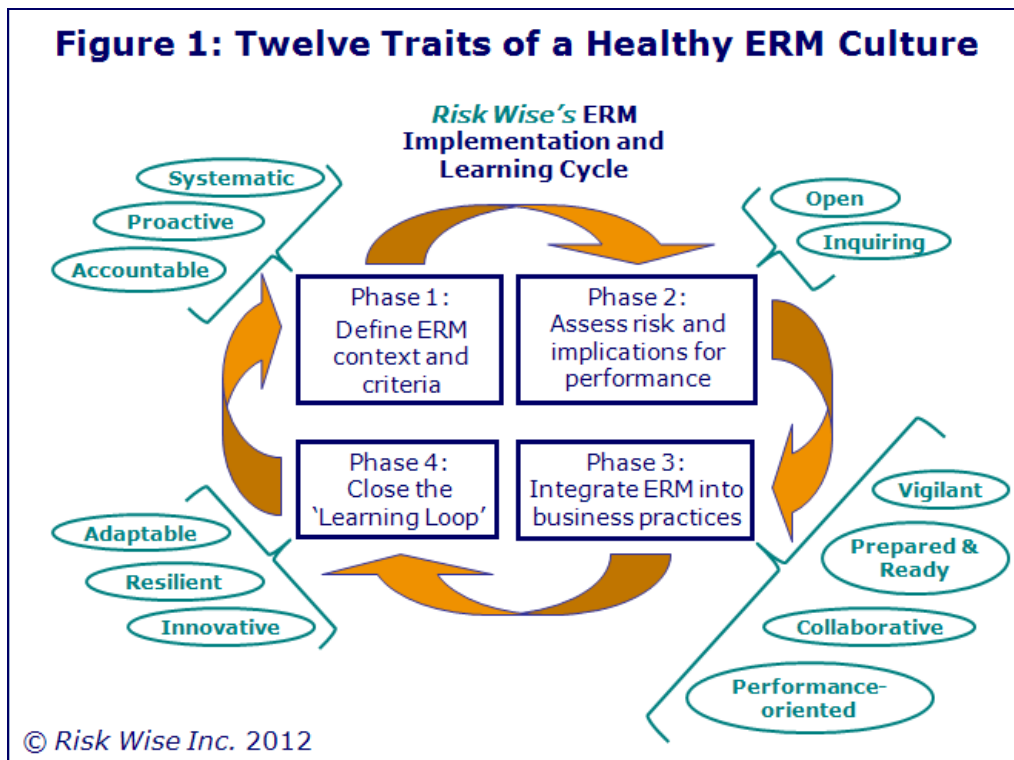 Figure 1: Twelve Traits of a Healthy ERM Culture
Risk Wise's ERM
Implementation and
Learning Cycle
Systematic
Proactive
Accountable
Open
Inquiring
Phase 1:
Define ERM
context and
criteria
Phase 2:
Assess risk and
implications for
performance
Phase 4:
Close the
‘Learning Loop’
Phase 3:
Integrate ERM into
business practices
Adaptable
Resilient
Innovative
Vigilant
Prepared &
Ready
Collaborative
Performance-
oriented
© Risk Wise Inc. 2012